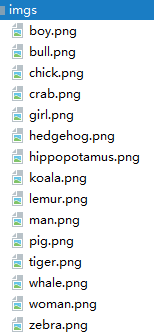 imgs
boy.png
bull.png
chick.png
crab.png
girl.png
hedgehog.png
hippopotamus.png
koala.png
lemur.png
man.png
pig.png
tiger.png
whale.png
woman.png
zebra.png